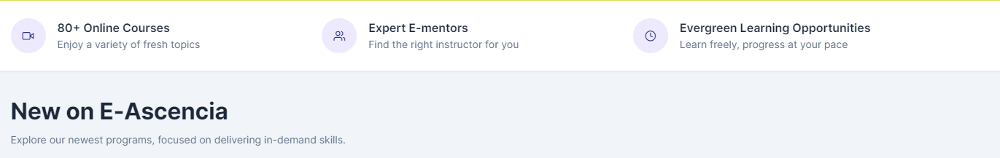 80+ Online Courses
Enjoy a variety of fresh topics
Expert E-mentors
Find the right instructor for you
Evergreen Learning Opportunities
Learn freely, progress at your pace
New on E-Ascencia
Explore our newest programs, focused on delivering in-demand skills.